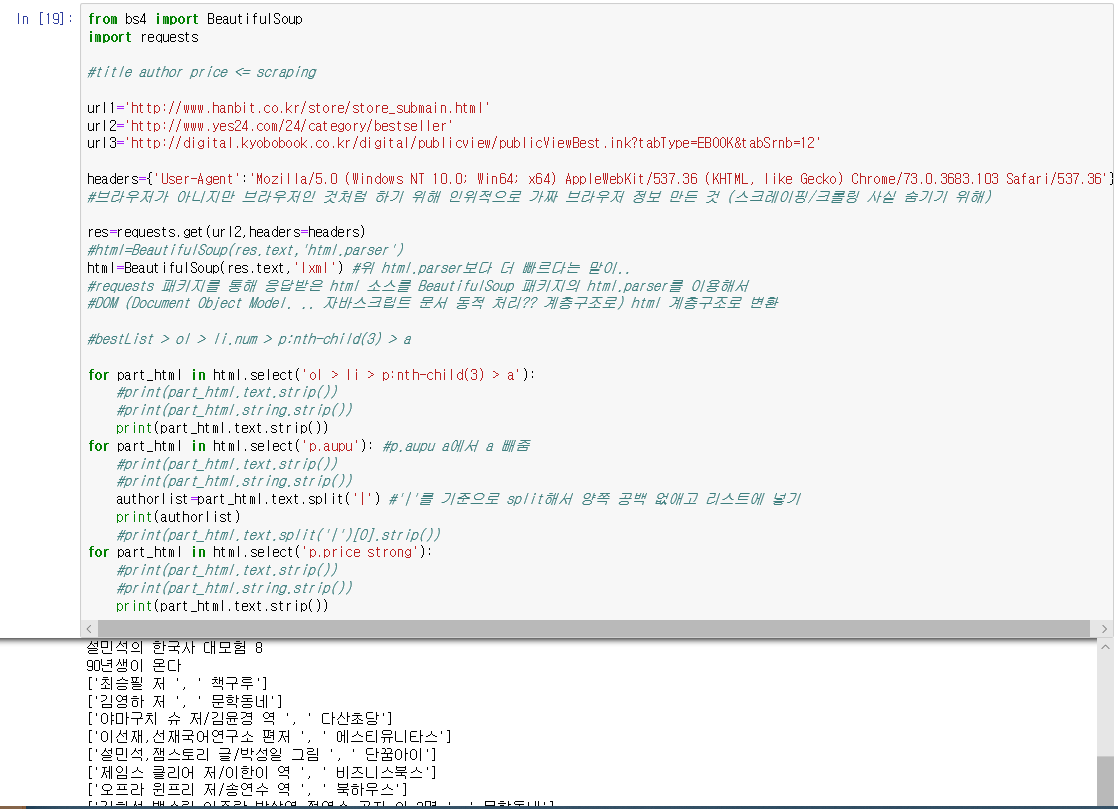 In [19]:
from bs4 import BeautifulSoup
import requests
#title author price <= scraping
url1='http://www.hanbit.co.kr/store/store_submain.html'
url2='http://www.yes24.com/24/category/bestseller'
url3='http://digital.kyobobook.co.kr/digital/publicview/publicViewBest.ink?tabType=EBOOK&tabSrnb=12'
headers={'User-Agent':'Mozilla/5.0 (Windows NT 10.0; Win64; x64) AppleWebKit/537.36 (KHTML, like Gecko) Chrome/73.0.3683.103 Safari/537.36'}
#브라우저가 아니지만 브라우저인 것처럼 하기 위해 인위적으로 가짜 브라우저 정보 만든 것 (스크레이핑/크롤링 사실 숨기기 위해)
res=requests.get(url2,headers=headers)
#html=BeautifulSoup(res.text,'html.parser')
html=BeautifulSoup(res.text,'lxml') #위 html.parser보다 더 빠르다는 말이..
#requests 패키지를 통해 응답받은 html 소스를 BeautifulSoup 패키지의 html.parser를 이용해서
#DOM (Document Object Model. .. 자바스크립트 문서 동적 처리?? 계층구조로) html 계층구조로 변환
#bestList > ol > li.num > p:nth-child(3) > a
for part_html in html.select('ol > li > p:nth-child(3) > a'):
#print(part_html.text.strip())
#print(part_html.string.strip())
print(part_html.text.strip())
for part_html in html.select('p.aupu'): #p.aupu a에서 a 빼줌
#print(part_html.text.strip())
#print(part_html.string.strip())
authorlist=part_html.text.split('|') #'|'를 기준으로 split해서 양쪽 공백 없애고 리스트에 넣기
print(authorlist)
#print(part_html.text.split('|')[0].strip())
for part_html in html.select('p.price strong'):
#print(part_html.text.strip())
#print(part_html.string.strip())
print(part_html.text.strip())
설민석의 한국사 대모험 8
90년생이 온다
['최승필 저 ', ' 책구루']
['김영하 저 ', ' 문학동네']
['야마구치 슈 저/김윤경 역 ', ' 다산초당']
['이선재,선재국어연구소 편저 ', ' 에스티유니타스']
['설민석,잼스토리 글/박성일 그림 ', ' 단꿈아이']
['제임스 클리어 저/이한이 역 ', ' 비즈니스북스']
['오프라 윈프리 저/송연수 역 ', ' 북하우스']